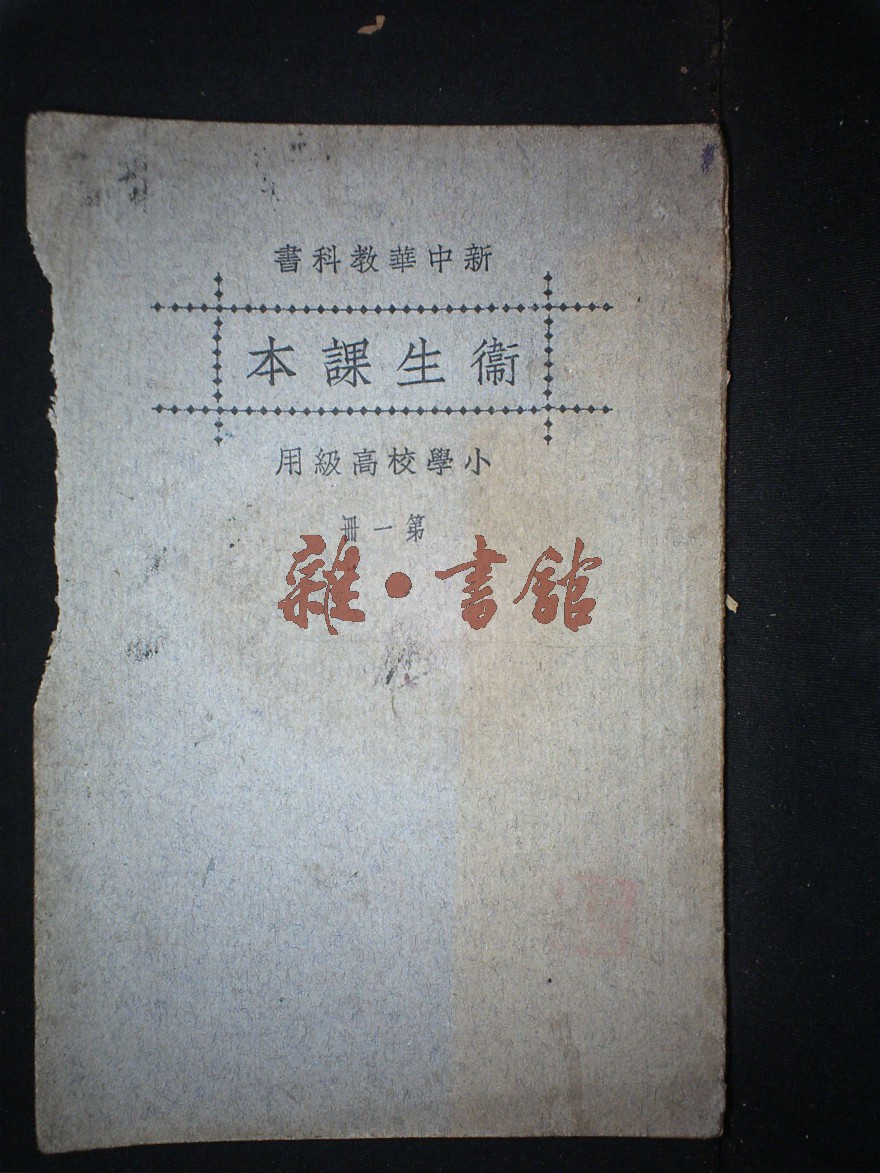 新中華教科書
衞生課本
小學校高級用
第一冊
雜·書館